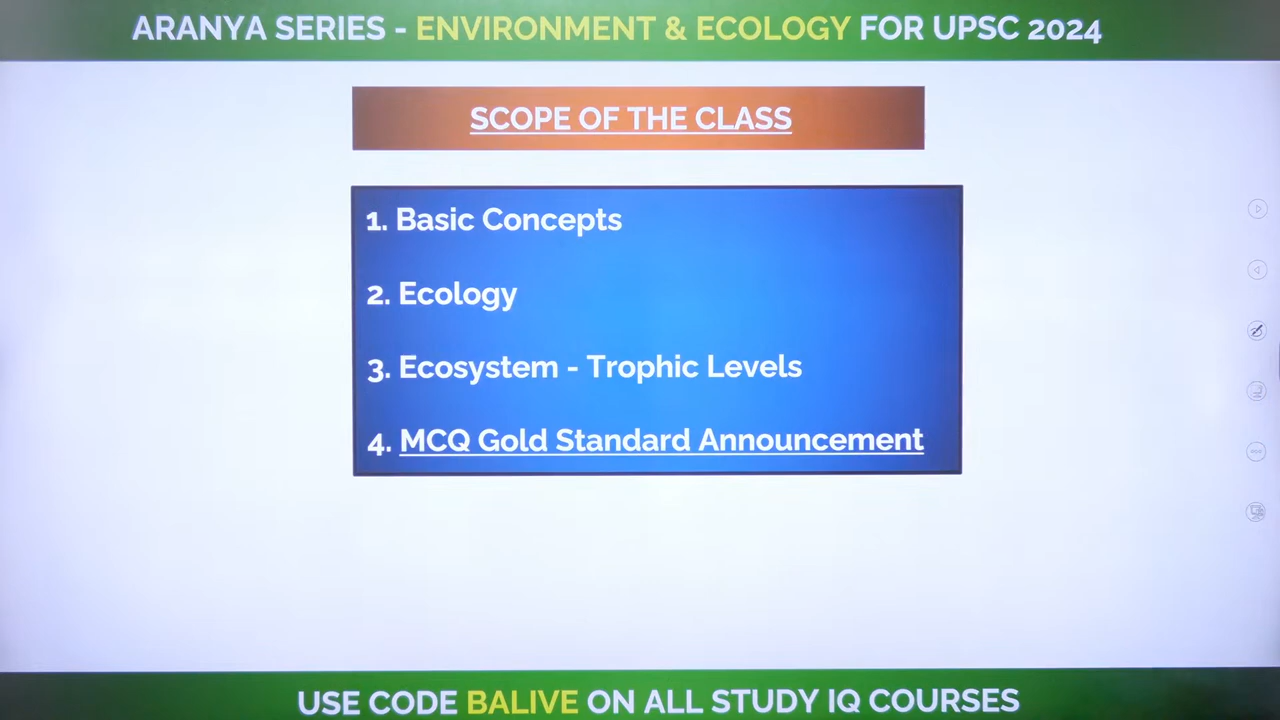 ARANYA SERIES - ENVIRONMENT & ECOLOGY FOR UPSC 2024
SCOPE OF THE CLASS
1. Basic Concepts
2. Ecology
3. Ecosystem - Trophic Levels
4. MCQ Gold Standard Announcement
USE CODE BALIVE ON ALL STUDY IQ COURSES